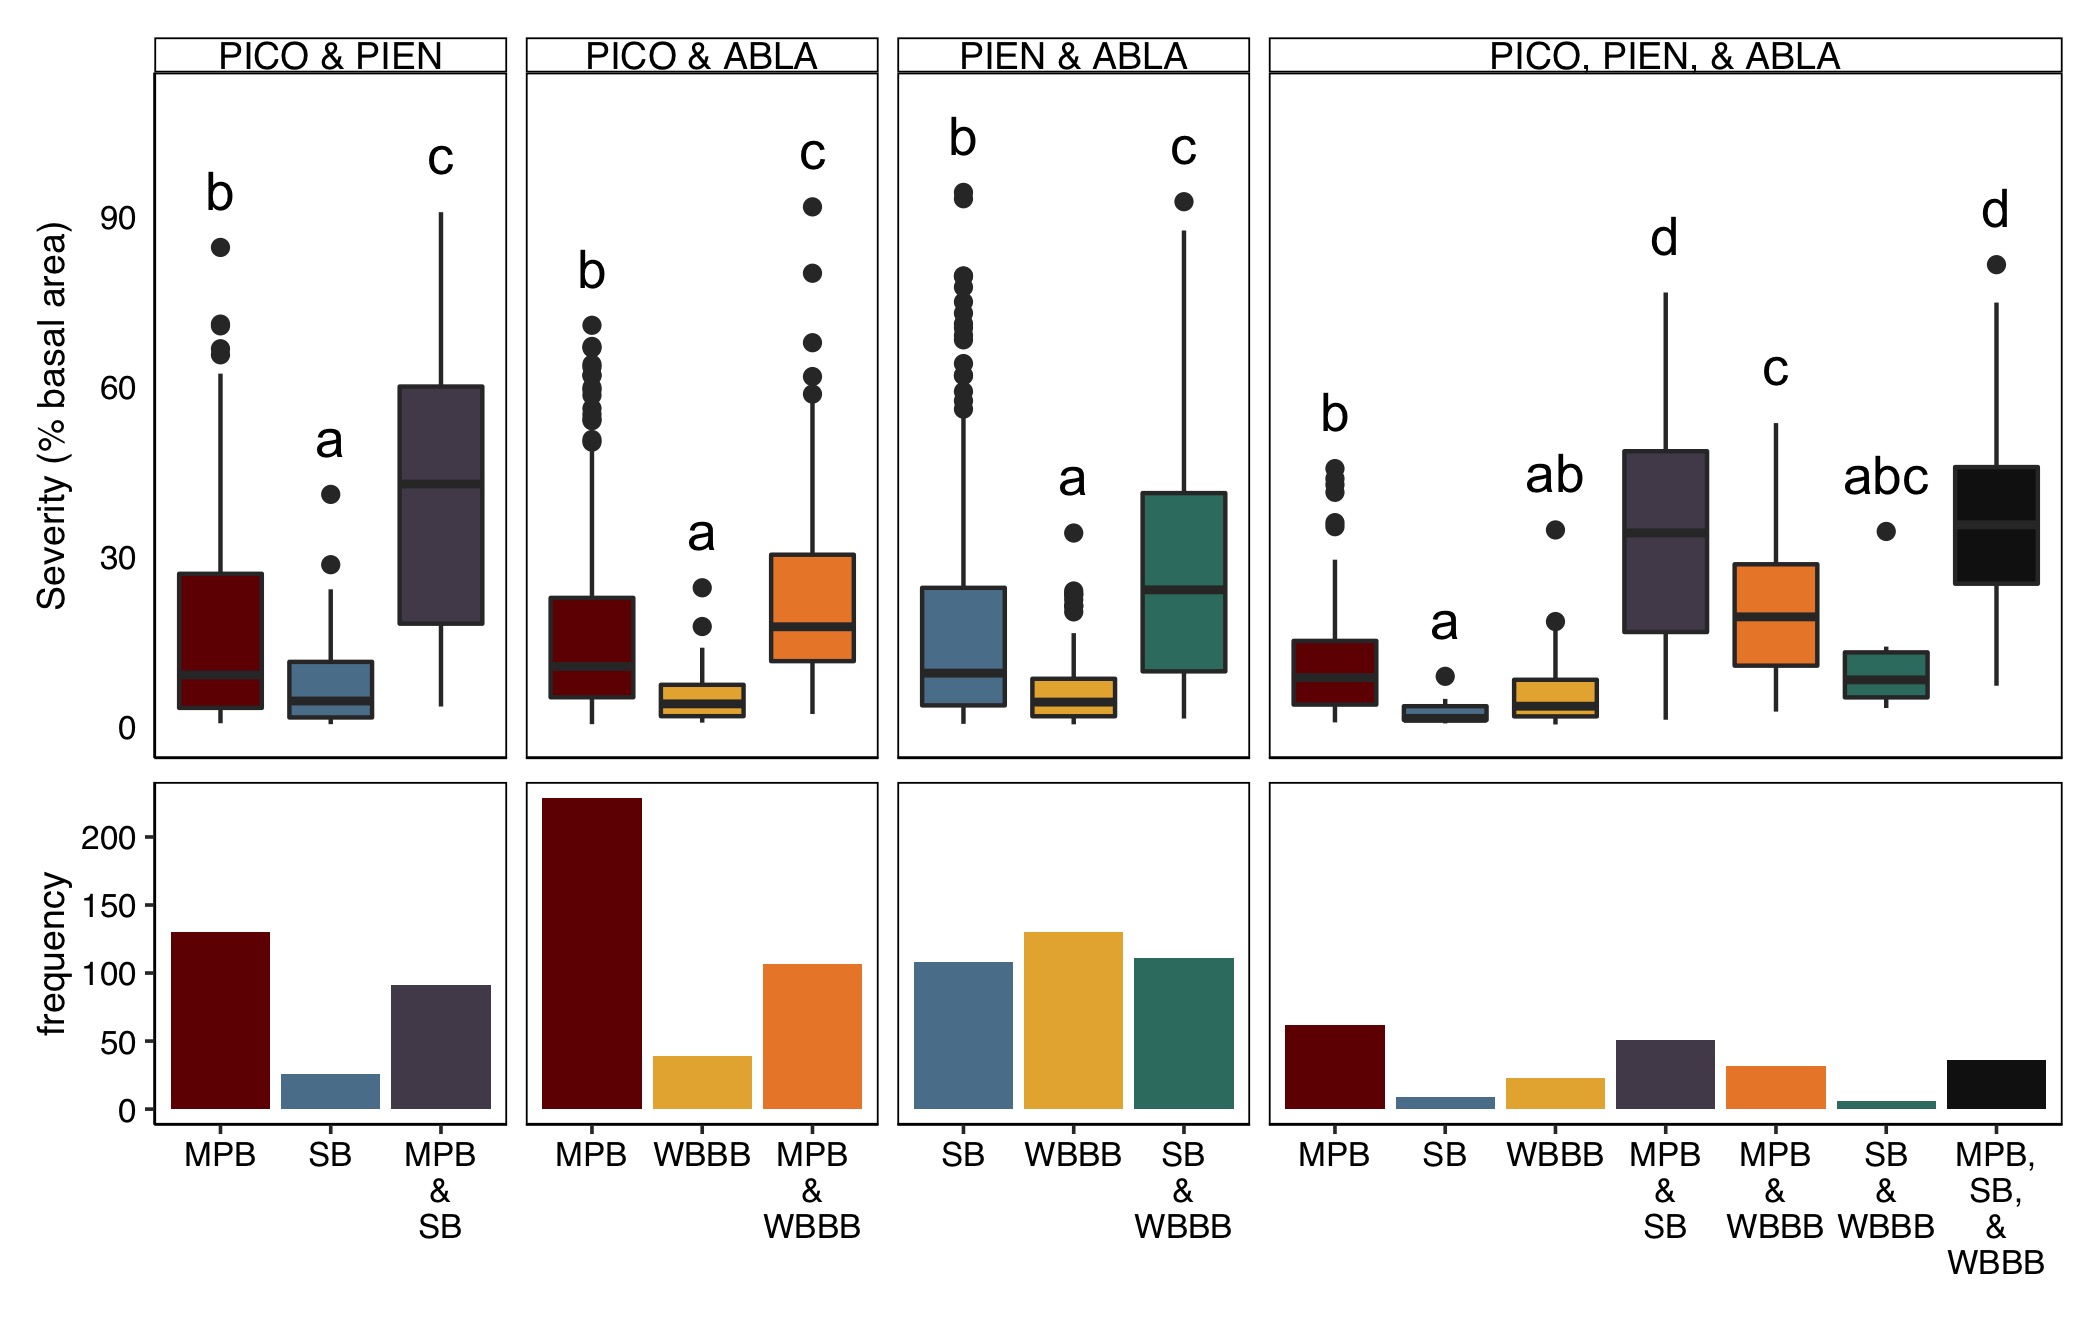 PICO & PIEN
PICO & ABLA
PIEN & ABLA
PICO, PIEN, & ABLA
Severity (% basal area)
90
60
30
0
b
a
c
b
a
c
b
a
c
b
a
ab
d
c
abc
d
frequency
200
150
100
50
0
MPB
SB
MPB
&
SB
MPB
WBBB
MPB
&
WBBB
SB
WBBB
SB
&
WBBB
MPB
SB
WBBB
MPB
&
SB
MPB
&
WBBB
SB
&
WBBB
MPB,
SB,
&
WBBB